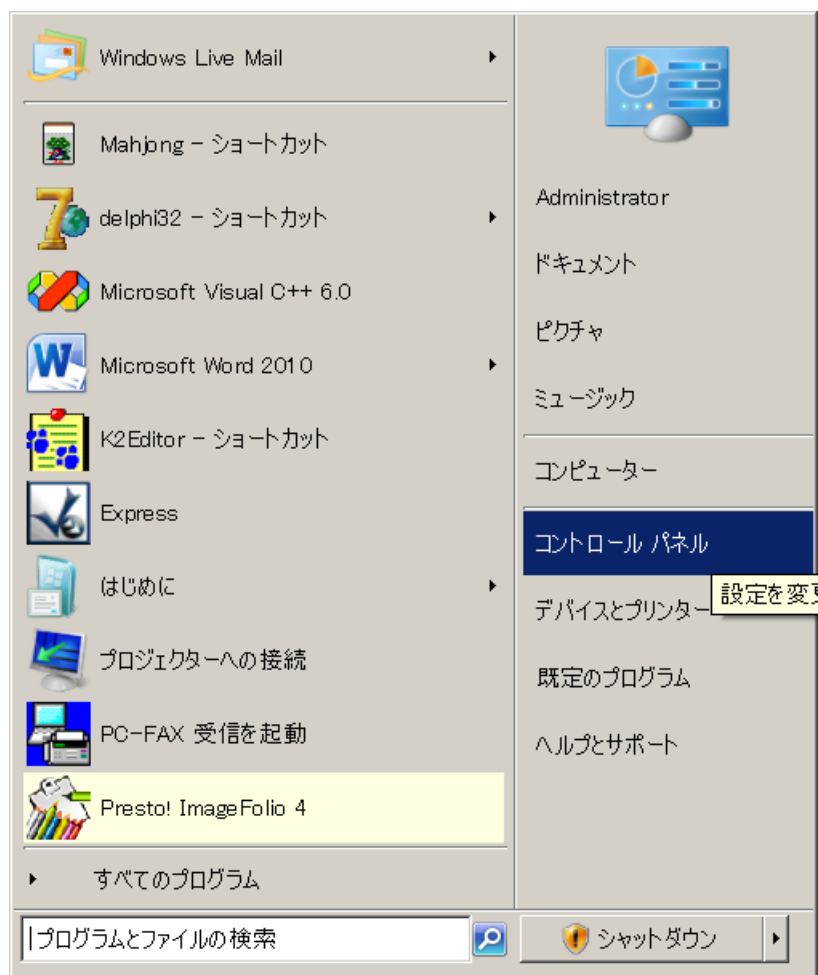 Windows Live Mail
Mahjong - ショートカット
delphi32 - ショートカット
Microsoft Visual C++ 6.0
Microsoft Word 2010
K2Editor - ショートカット
Express
はじめに
プロジェクターへの接続
PC-FAX 受信を起動
Presto! ImageFolio 4
すべてのプログラム
プログラムとファイルの検索
Administrator
ドキュメント
ピクチャ
ミュージック
コンピューター
コントロール パネル
設定を変更
デバイスとプリンター
既定のプログラム
ヘルプとサポート
シャットダウン